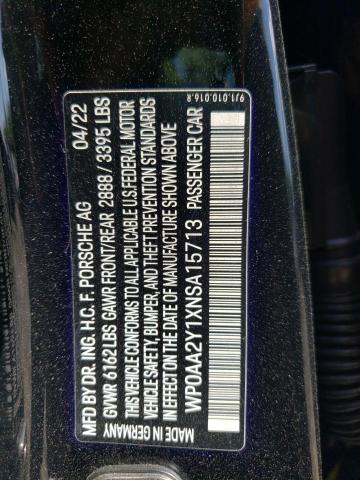 9J1.010.016.R
MFD BY DR. ING. H.C. F. PORSCHE AG 04/22
GVWR 6162 LBS GAWR FRONT/REAR 2888 / 3395 LBS
THIS VEHICLE CONFORMS TO ALL APPLICABLE U.S. FEDERAL MOTOR
VEHICLE SAFETY, BUMPER, AND THEFT PREVENTION STANDARDS
IN EFFECT ON THE DATE OF MANUFACTURE SHOWN ABOVE
WP0AA2Y1XNSA15713 PASSENGER CAR
MADE IN GERMANY